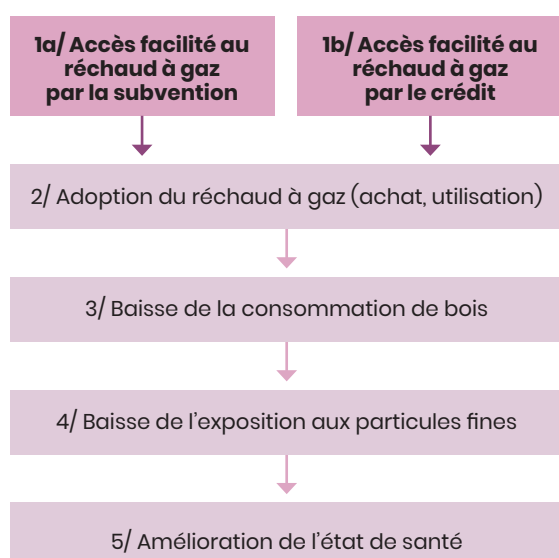 1a/ Accès facilité au
réchaud à gaz
par la subvention
1b/ Accès facilité au
réchaud à gaz
par le crédit
2/ Adoption du réchaud à gaz (achat, utilisation)
3/ Baisse de la consommation de bois
4/ Baisse de l’exposition aux particules fines
5/ Amélioration de l’état de santé